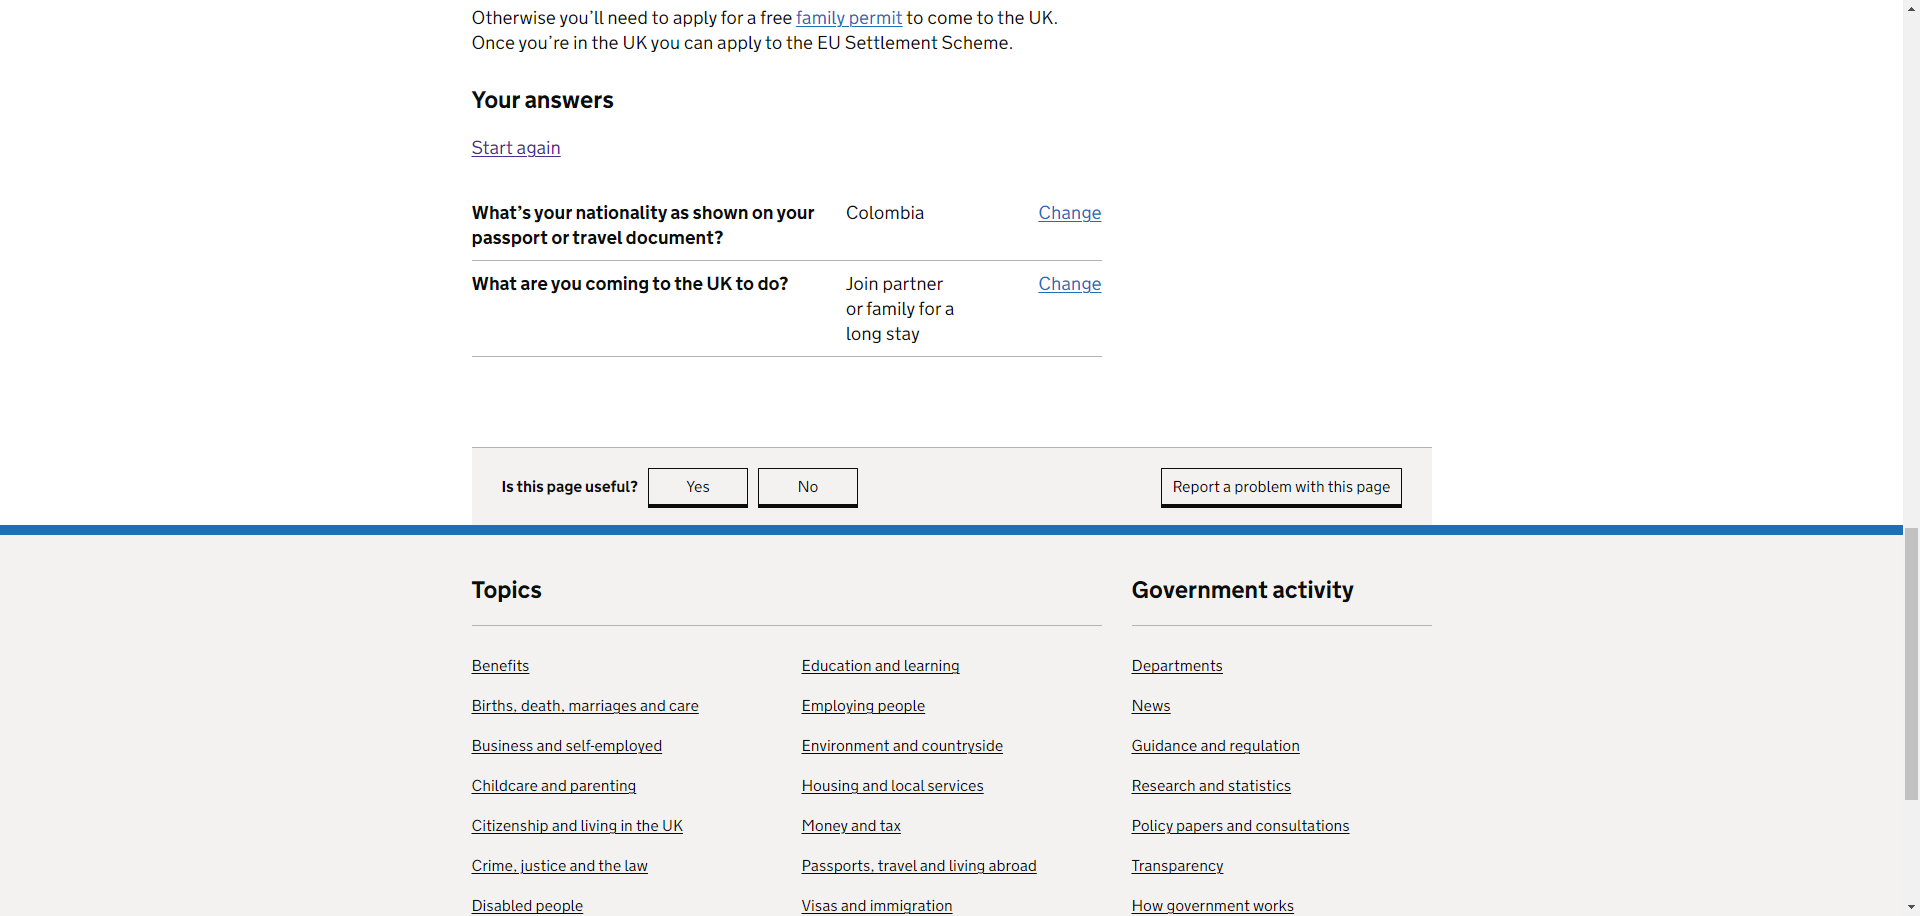 Otherwise you’ll need to apply for a free family permit to come to the UK.
Once you’re in the UK you can apply to the EU Settlement Scheme.
Your answers
Start again
What’s your nationality as shown on your
passport or travel document?
Colombia
Change
What are you coming to the UK to do?
Join partner
or family for a
long stay
Change
Is this page useful?
Yes
No
Report a problem with this page
Topics
Benefits
Births, death, marriages and care
Business and self-employed
Childcare and parenting
Citizenship and living in the UK
Crime, justice and the law
Disabled people
Education and learning
Employing people
Environment and countryside
Housing and local services
Money and tax
Passports, travel and living abroad
Visas and immigration
Government activity
Departments
News
Guidance and regulation
Research and statistics
Policy papers and consultations
Transparency
How government works